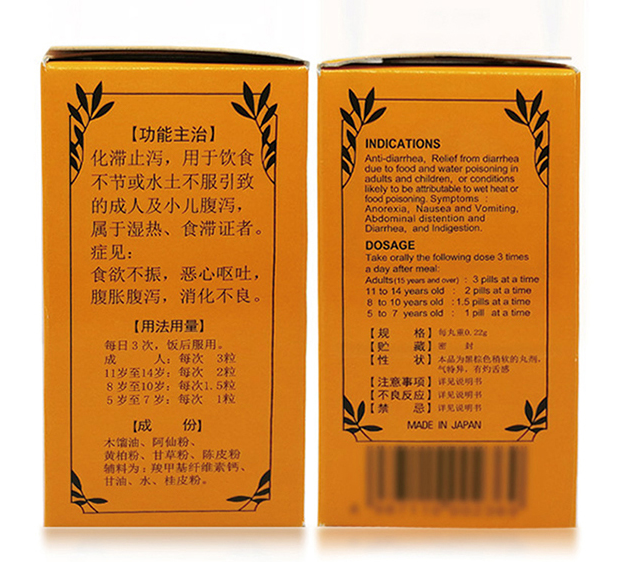 【功能主治】
化滞止泻，用于饮食
不节或水土不服引致
的成人及小儿腹泻，
属于湿热、食滞证者。
症见：
食欲不振，恶心呕吐，
腹胀腹泻，消化不良。
【用法用量】
每日3次，饭后服用。
成 人：每次 3粒
11岁至14岁：每次 2粒
8岁至10岁：每次1.5粒
5岁至7岁：每次 1粒
【成 份】
木馏油、阿仙粉、
黄柏粉、甘草粉、陈皮粉
辅料为：羧甲基纤维素钙、
甘油、水、桂皮粉。
INDICATIONS
Anti-diarrhea, Relief from diarrhea
due to food and water poisoning in
adults and children, or conditions
likely to be attributable to wet heat or
food poisoning. Symptoms :
Anorexia, Nausea and Vomiting,
Abdominal distention and
Diarrhea, and Indigestion.
DOSAGE
Take orally the following dose 3 times
a day after meal:
Adults(15 years and over) : 3 pills at a time
11 to 14 years old : 2 pills at a time
8 to 10 years old :1.5 pills at a time
5 to 7 years old : 1 pill at a time
【规 格】每丸重0.22g
【贮 藏】密 封
【性 状】本品为黑棕色稍软的丸剂，
气特异，有灼舌感
【注意事项】详见说明书
【不良反应】详见说明书
【禁 忌】详见说明书
MADE IN JAPAN